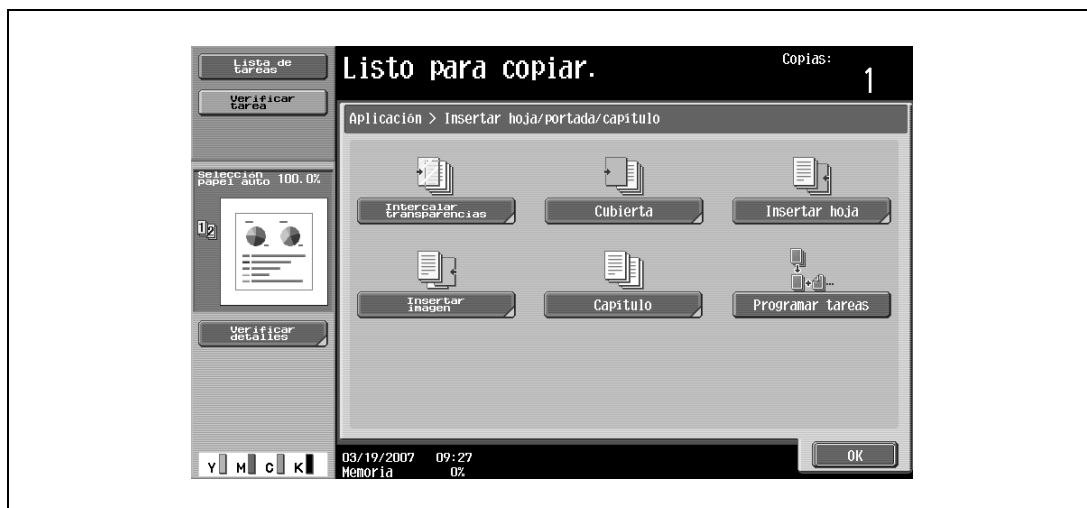 Lista de
tareas
Verificar
tarea
Selección
papel auto 100.0%
1 2
Verificar
detalles
Y M C K
Listo para copiar.
Copias:
1
Aplicación > Insertar hoja/portada/capítulo
Intercalar
transparencias
Cubierta
Insertar hoja
Insertar
imagen
Capítulo
Programar tareas
03/19/2007 09:27
Memoria 0%
OK